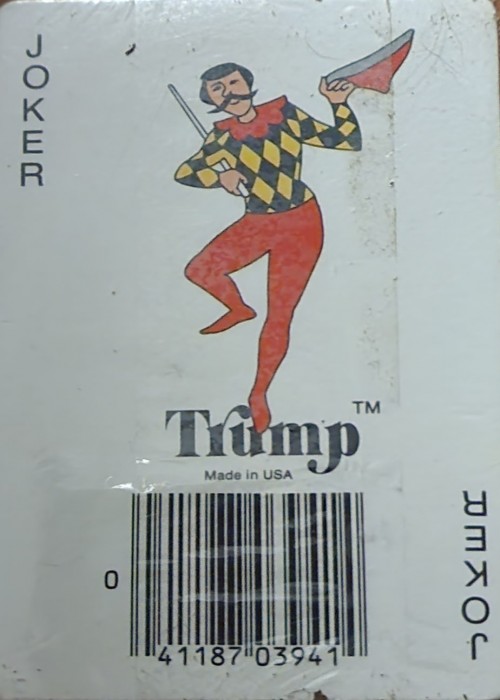 JOKER
Trump™
Made in USA
0 41187 03941
JOKER